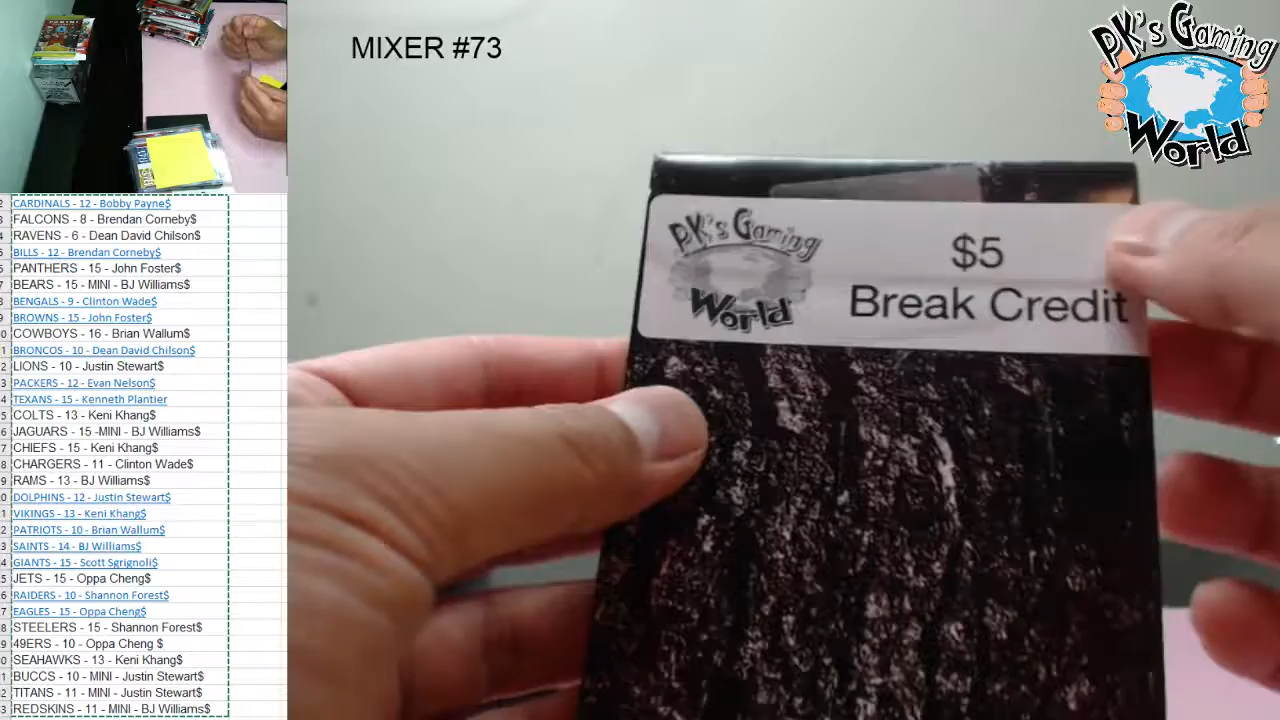 MIXER #73
PK's Gaming
World
PK's Gaming
World
$5
Break Credit
CARDINALS - 12 - Bobby Payne$
FALCONS - 8 - Brendan Corneby$
RAVENS - 6 - Dean David Chilson$
BILLS - 12 - Brendan Corneby$
PANTHERS - 15 - John Foster$
BEARS - 15 - MINI - BJ Williams$
BENGALS - 9 - Clinton Wade$
BROWNS - 15 - John Foster$
COWBOYS - 16 - Brian Wallum$
BRONCOS - 10 - Dean David Chilson$
LIONS - 10 - Justin Stewart$
PACKERS - 12 - Evan Nelson$
TEXANS - 15 - Kenneth Plantier
COLTS - 13 - Keni Khang$
JAGUARS - 15 -MINI - BJ Williams$
CHIEFS - 15 - Keni Khang$
CHARGERS - 11 - Clinton Wade$
RAMS - 13 - BJ Williams$
DOLPHINS - 12 - Justin Stewart$
VIKINGS - 13 - Keni Khang$
PATRIOTS - 10 - Brian Wallum$
SAINTS - 14 - BJ Williams$
GIANTS - 15 - Scott Sgrignoli$
JETS - 15 - Oppa Cheng$
RAIDERS - 10 - Shannon Forest$
EAGLES - 15 - Oppa Cheng$
STEELERS - 15 - Shannon Forest$
49ERS - 10 - Oppa Cheng $
SEAHAWKS - 13 - Keni Khang$
BUCCS - 10 - MINI - Justin Stewart$
TITANS - 11 - MINI - Justin Stewart$
REDSKINS - 11 - MINI - BJ Williams$